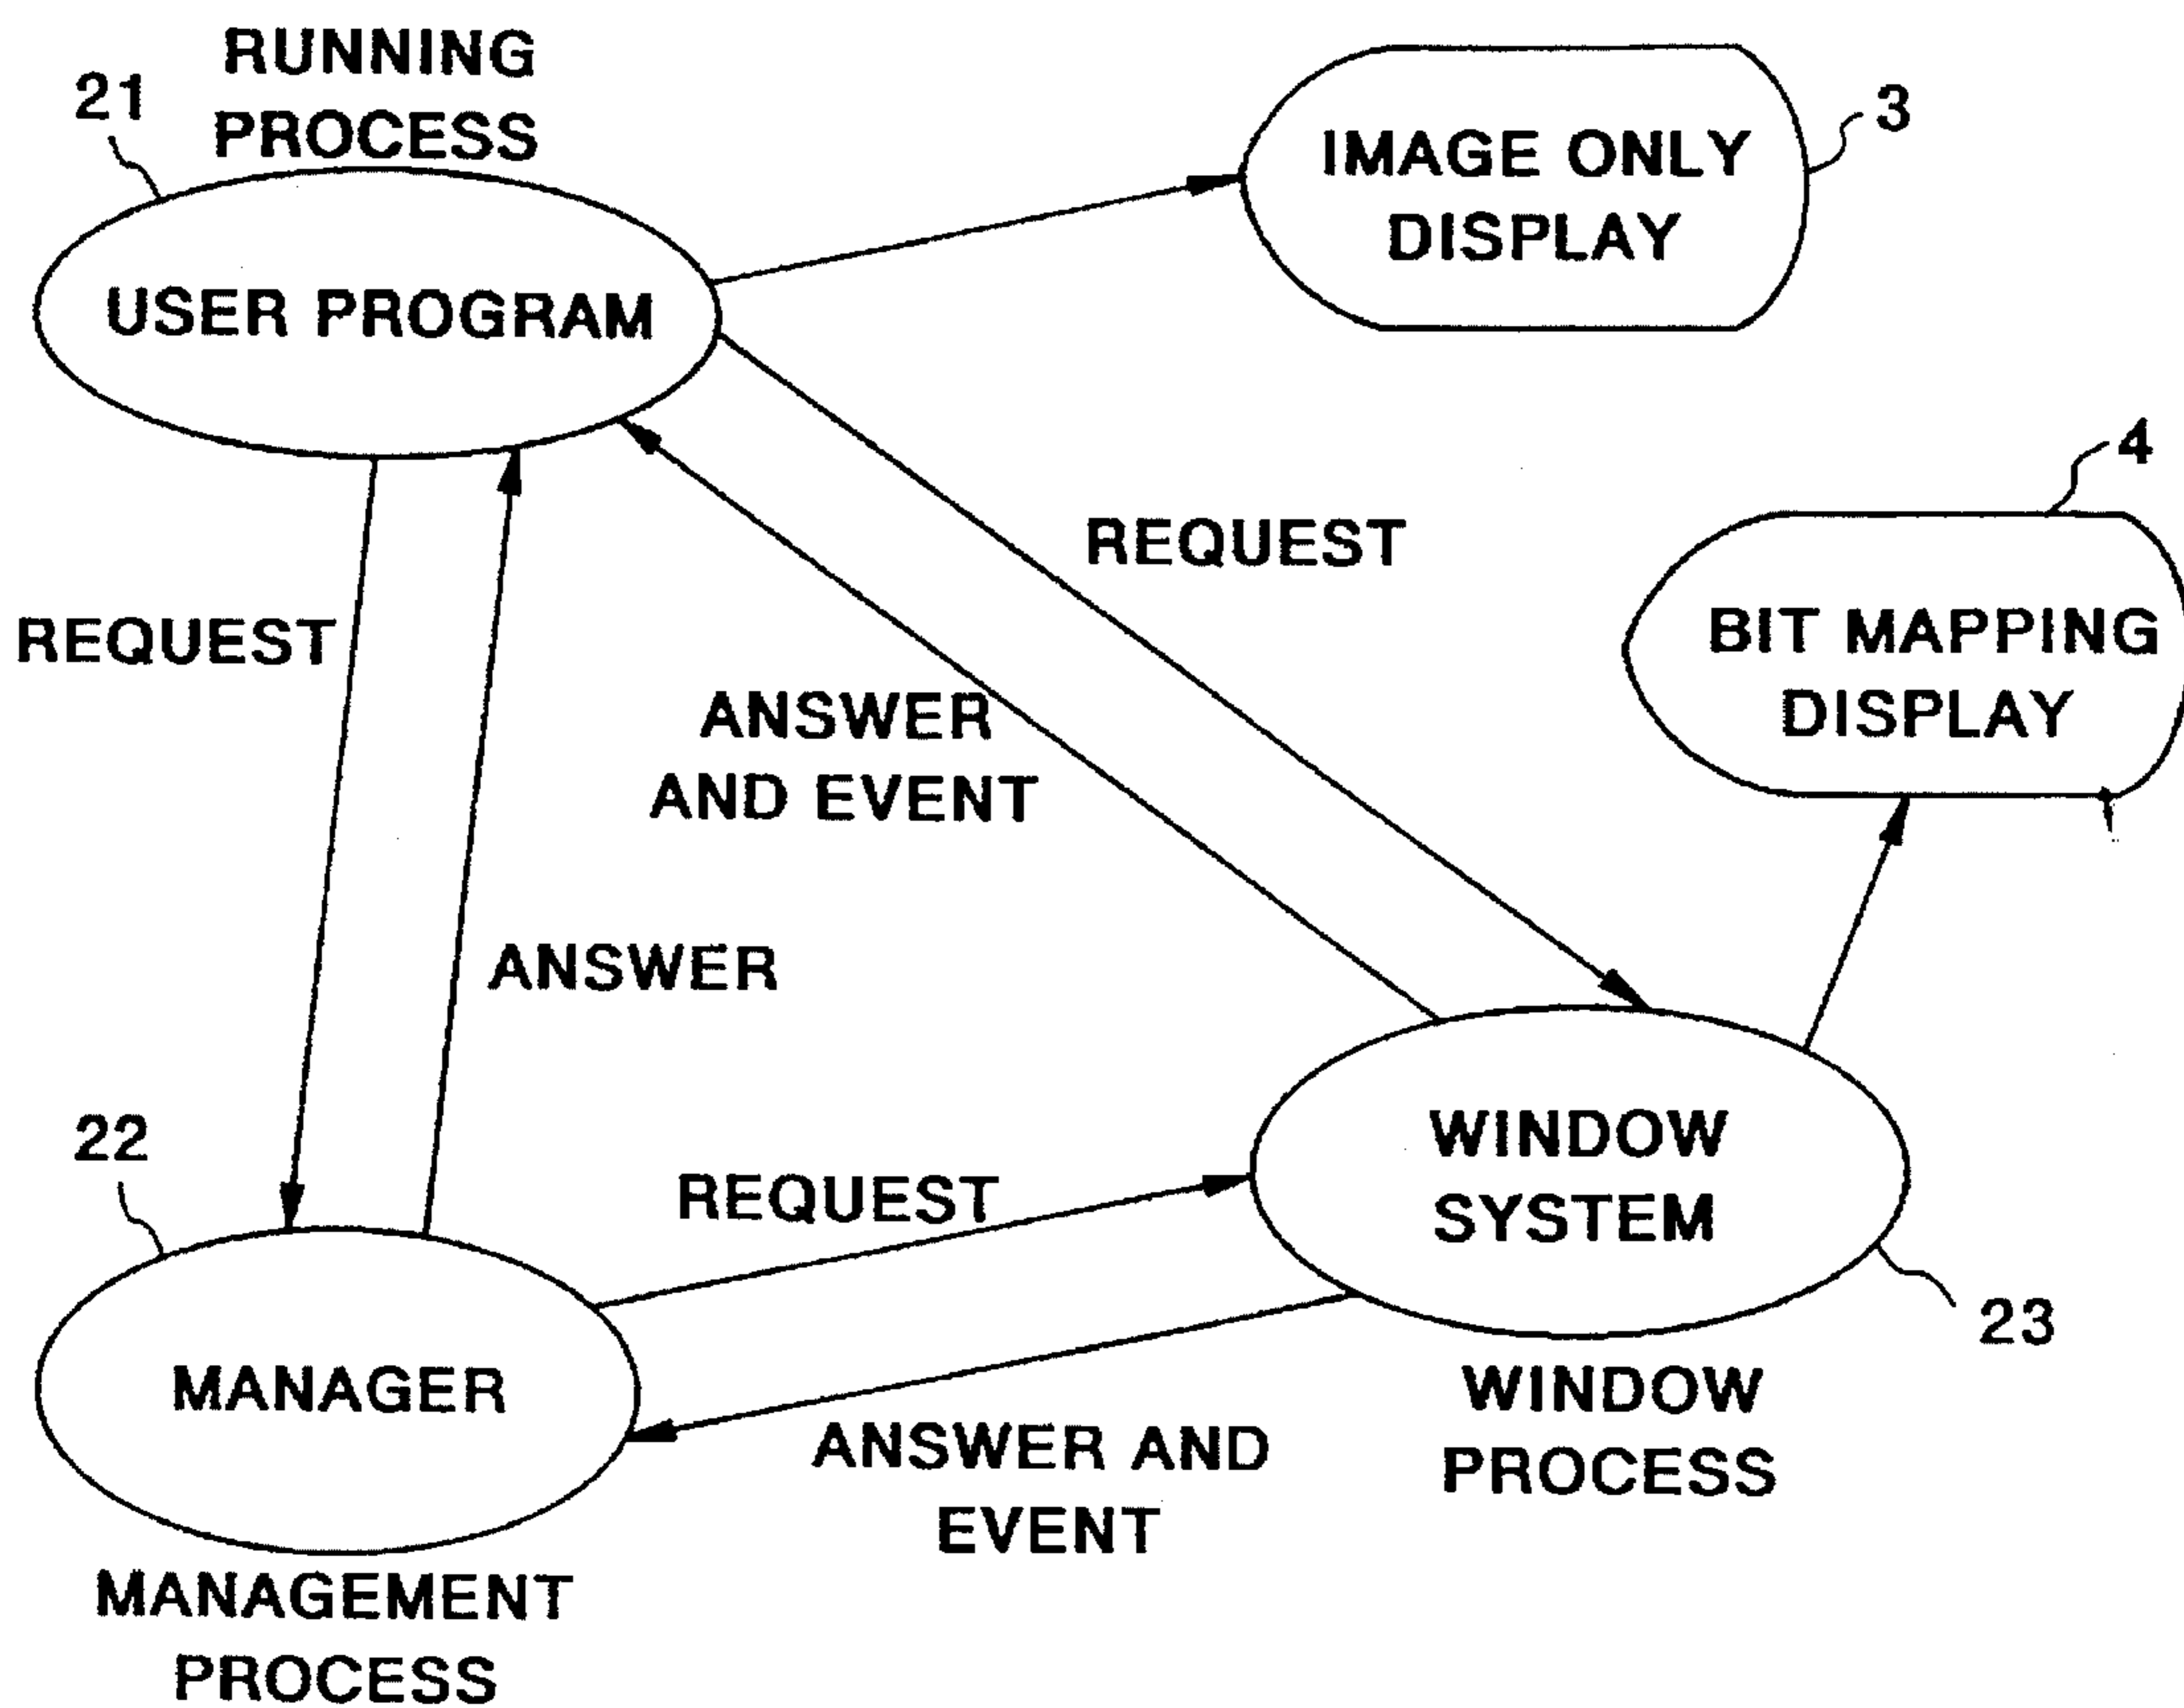 RUNNING
PROCESS
21
USER PROGRAM
IMAGE ONLY
DISPLAY
3
4
BIT MAPPING
DISPLAY
REQUEST
REQUEST
ANSWER
AND EVENT
ANSWER
22
REQUEST
WINDOW
SYSTEM
23
MANAGER
ANSWER AND
EVENT
WINDOW
PROCESS
MANAGEMENT
PROCESS